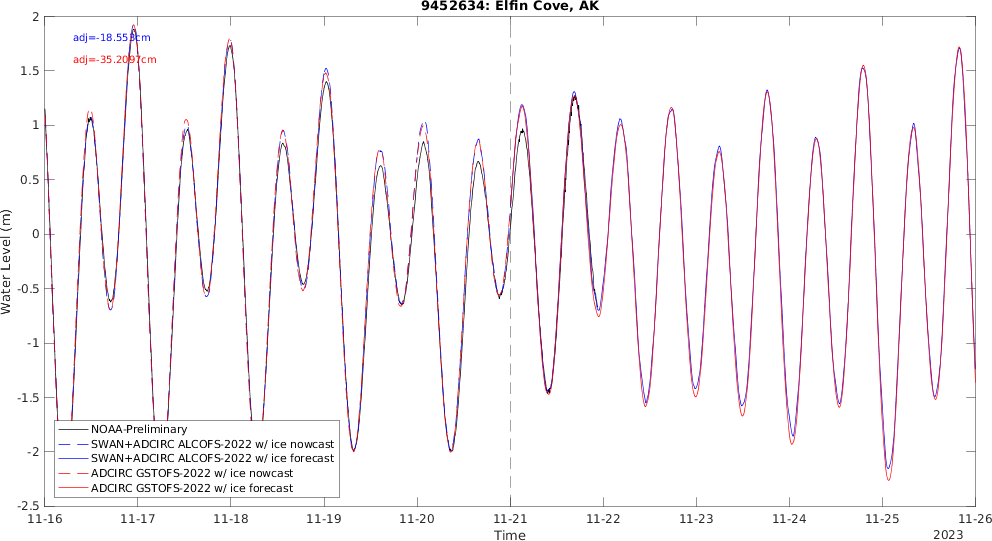 9452634: Elfin Cove, AK
adj=-18.553cm
adj=-35.2097cm
Water Level (m)
2
1.5
1
0.5
0
-0.5
-1
-1.5
-2
-2.5
NOAA-Preliminary
SWAN+ADCIRC ALCOFS-2022 w/ ice nowcast
SWAN+ADCIRC ALCOFS-2022 w/ ice forecast
ADCIRC GSTOFS-2022 w/ ice nowcast
ADCIRC GSTOFS-2022 w/ ice forecast
11-16 11-17 11-18 11-19 11-20 11-21 11-22 11-23 11-24 11-25 11-26
Time
2023